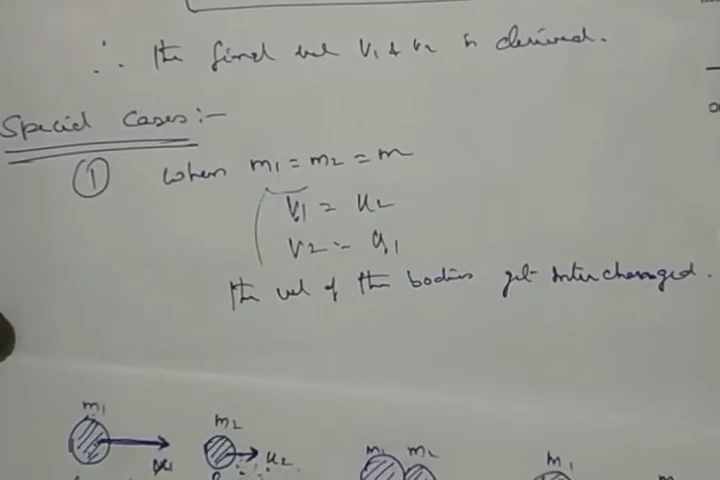 ∴ the final vel V1 & V2 is derived.
Special Cases:-
① when m1 = m2 = m
V1 = U2
V2 = U1
the vel of the bodies get interchanged.
m1 m2 m1 m2 m1
U1 U2